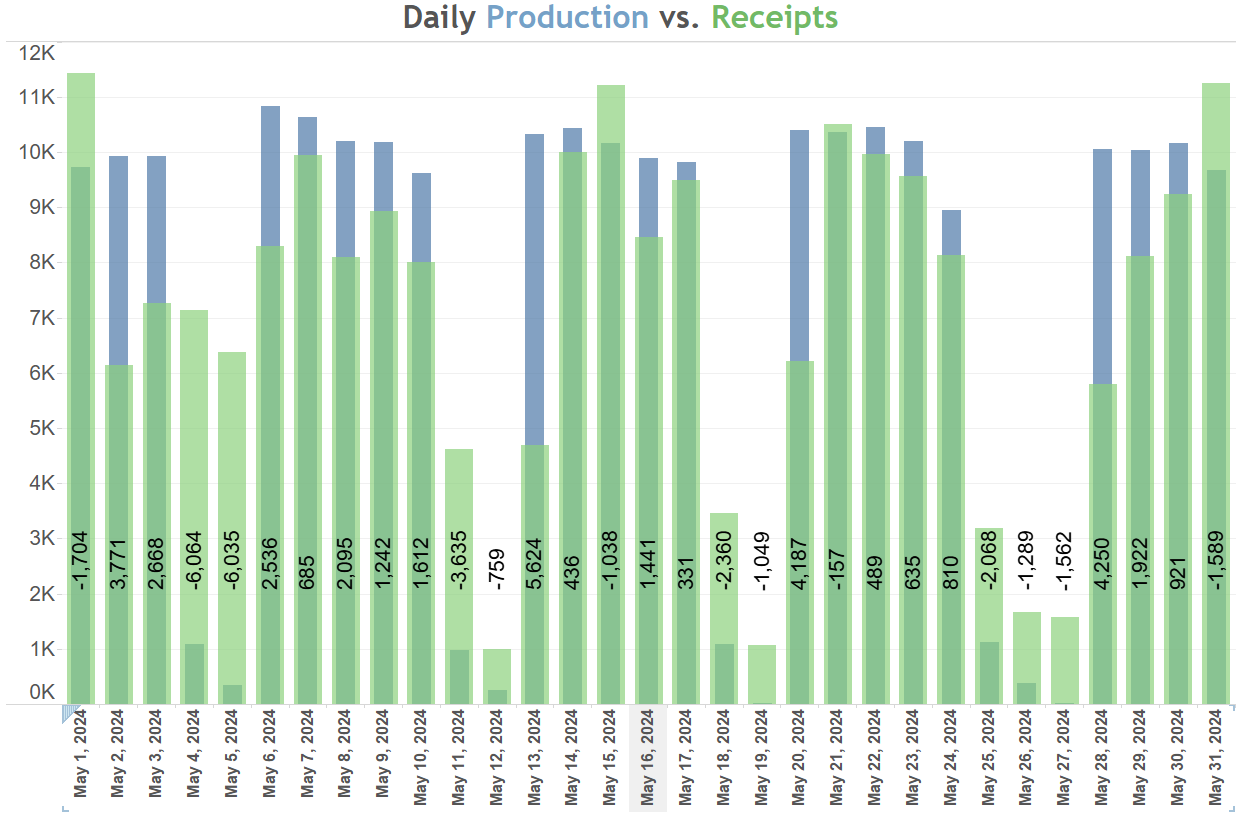 Daily Production vs. Receipts
12K
11K
10K
9K
8K
7K
6K
5K
4K
3K
2K
1K
0K
-1,704
3,771
2,668
-6,064
-6,035
2,536
685
2,095
1,242
1,612
-3,635
-759
5,624
436
-1,038
1,441
331
-2,360
-1,049
4,187
-157
489
635
810
-2,068
-1,289
-1,562
4,250
1,922
921
-1,589
May 1, 2024
May 2, 2024
May 3, 2024
May 4, 2024
May 5, 2024
May 6, 2024
May 7, 2024
May 8, 2024
May 9, 2024
May 10, 2024
May 11, 2024
May 12, 2024
May 13, 2024
May 14, 2024
May 15, 2024
May 16, 2024
May 17, 2024
May 18, 2024
May 19, 2024
May 20, 2024
May 21, 2024
May 22, 2024
May 23, 2024
May 24, 2024
May 25, 2024
May 26, 2024
May 27, 2024
May 28, 2024
May 29, 2024
May 30, 2024
May 31, 2024